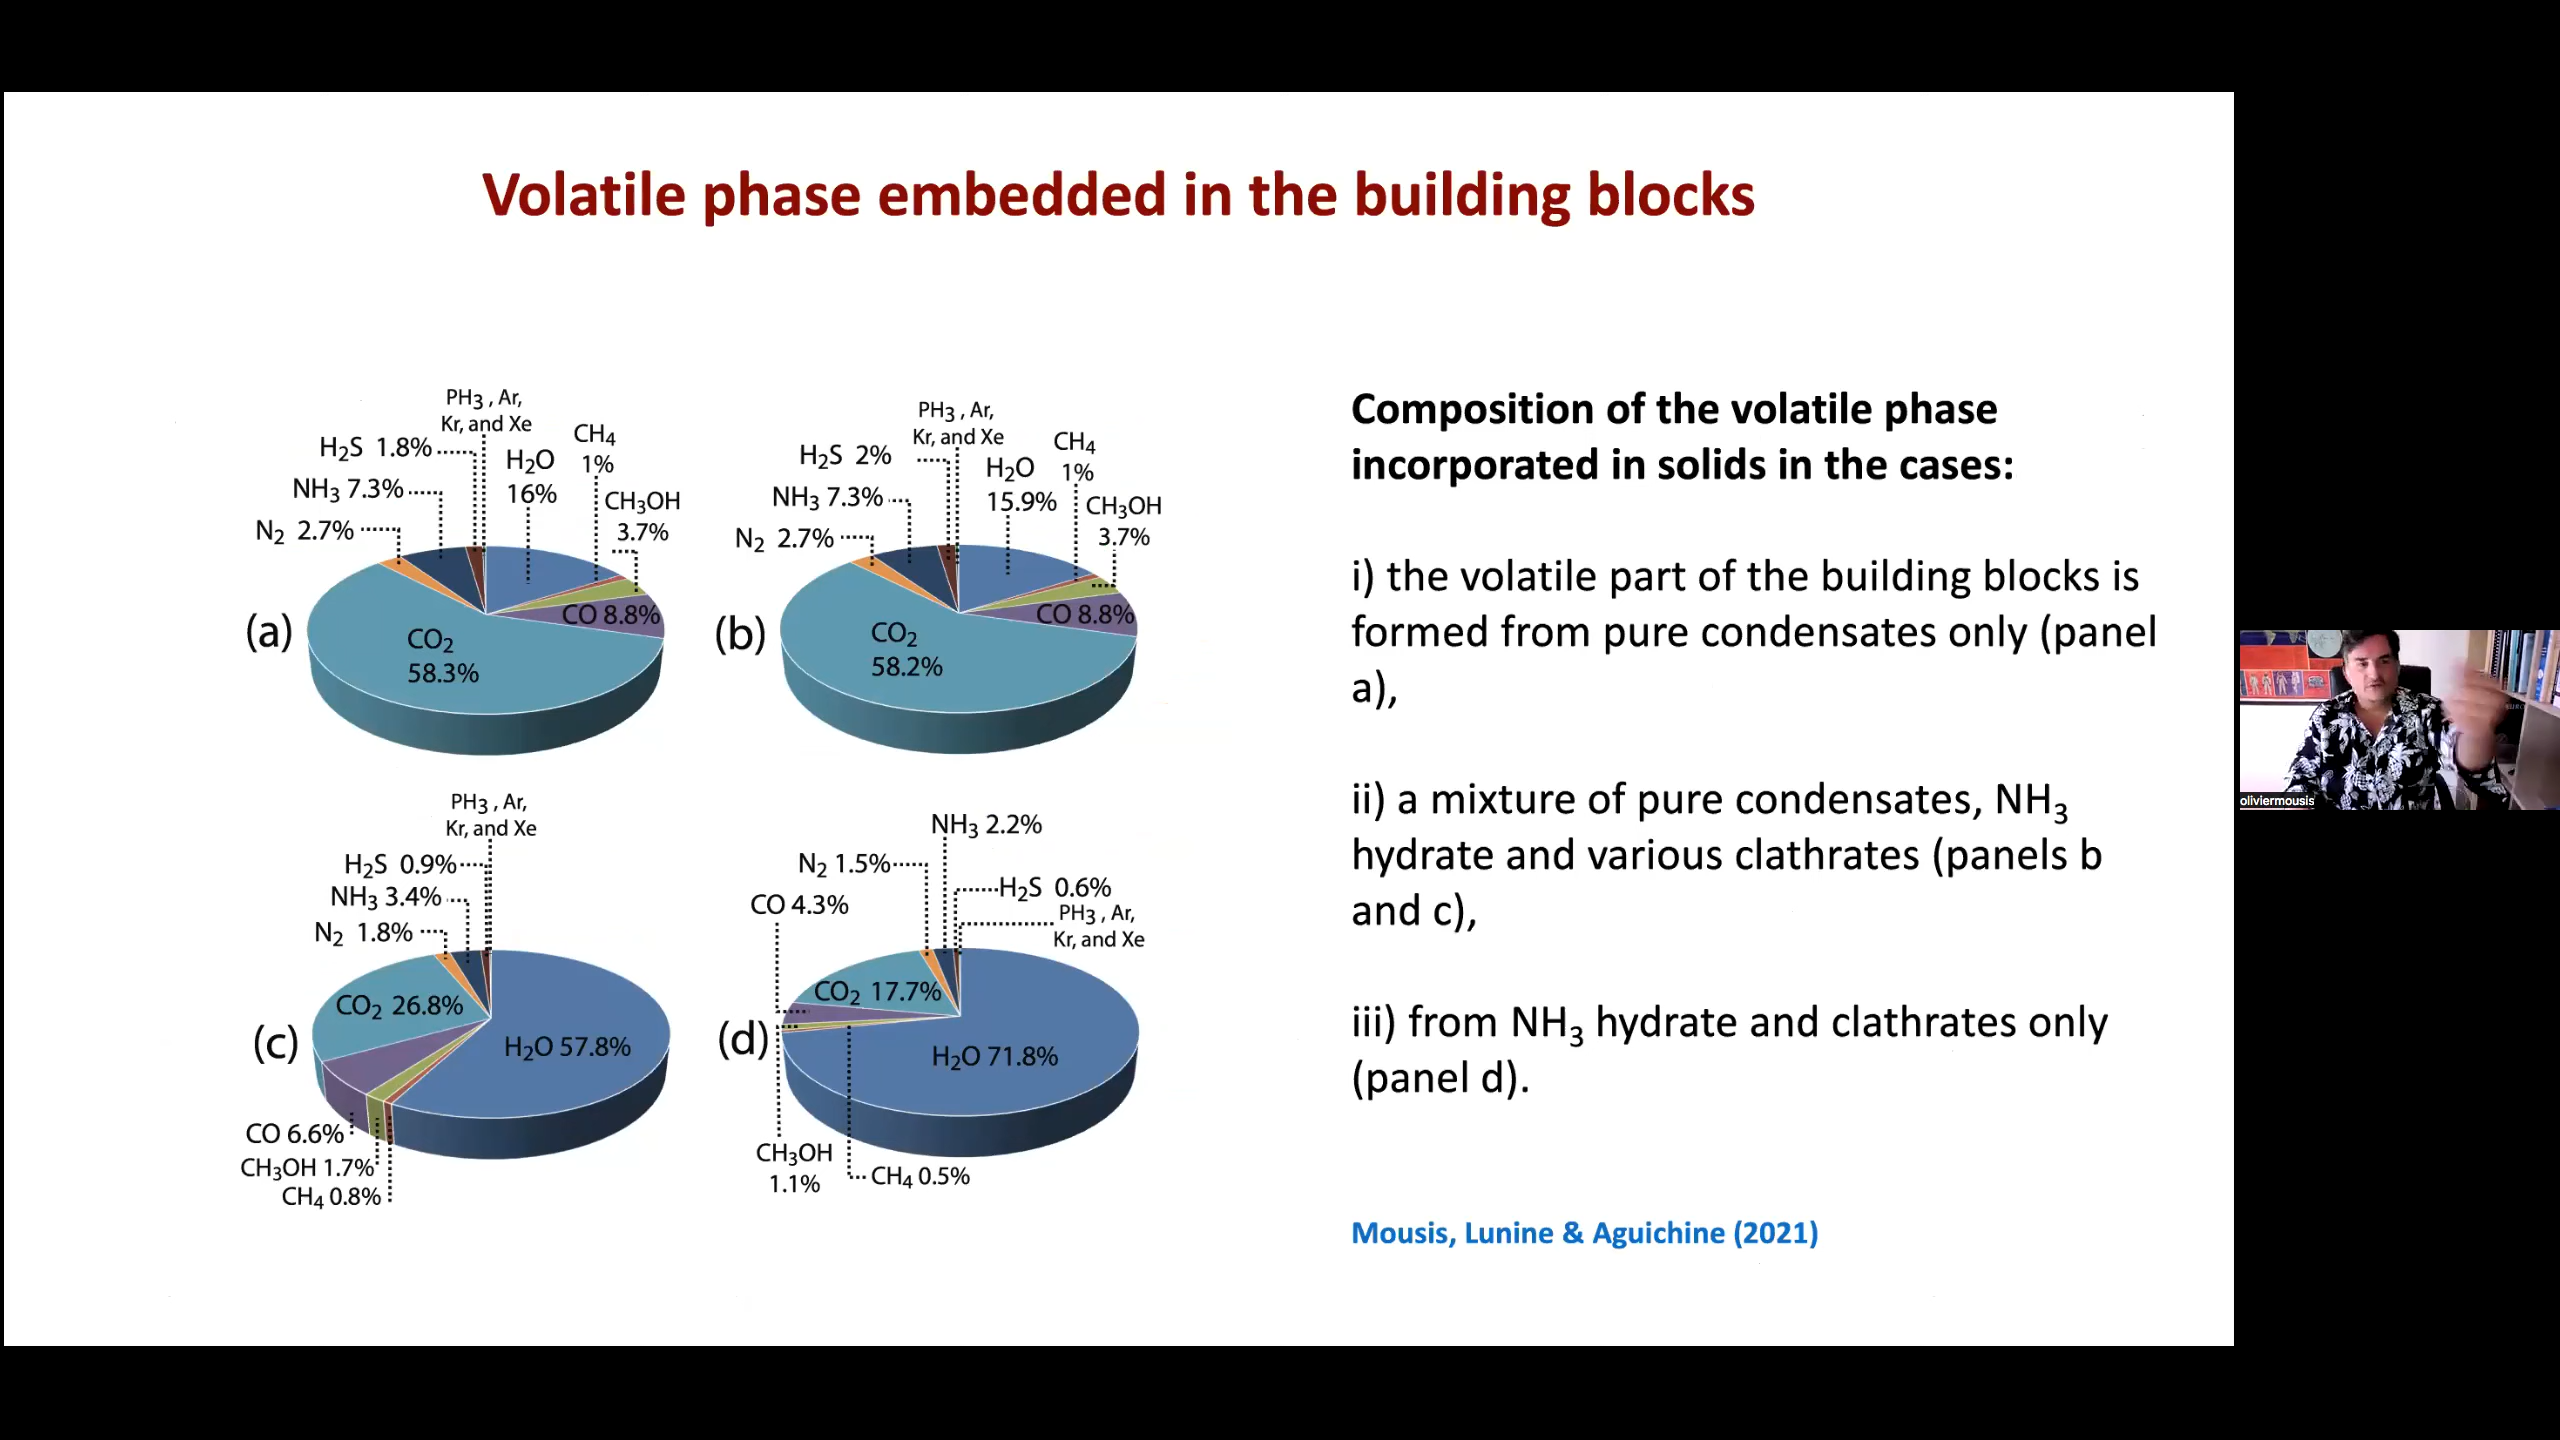 Volatile phase embedded in the building blocks
PH3 , Ar,
Kr, and Xe
H2S 1.8%
NH3 7.3%
N2 2.7%
H2O
16%
CH4
1%
CH3OH
3.7%
CO 8.8%
CO2
58.3%
(a)
PH3 , Ar,
Kr, and Xe
H2S 2%
NH3 7.3%
N2 2.7%
H2O
15.9%
CH4
1%
CH3OH
3.7%
CO 8.8%
CO2
58.2%
(b)
PH3 , Ar,
Kr, and Xe
H2S 0.9%
NH3 3.4%
N2 1.8%
CO2 26.8%
H2O 57.8%
(c)
CO 6.6%
CH3OH 1.7%
CH4 0.8%
NH3 2.2%
N2 1.5%
H2S 0.6%
CO 4.3%
PH3 , Ar,
Kr, and Xe
CO2 17.7%
(d)
H2O 71.8%
CH3OH
1.1%
CH4 0.5%
Composition of the volatile phase
incorporated in solids in the cases:
i) the volatile part of the building blocks is
formed from pure condensates only (panel
a),
ii) a mixture of pure condensates, NH3
hydrate and various clathrates (panels b
and c),
iii) from NH3 hydrate and clathrates only
(panel d).
Mousis, Lunine & Aguichine (2021)
oliviermousis